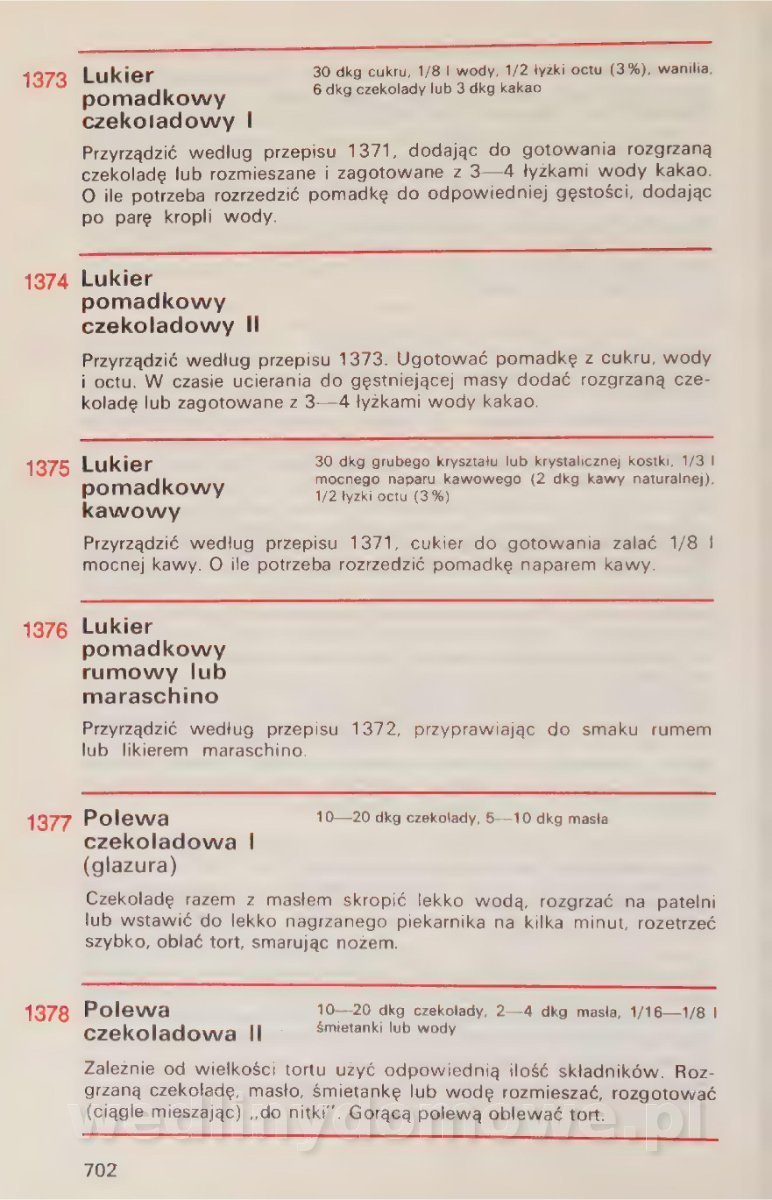 1373 Lukier
pomadkowy
czekoladowy I
30 dkg cukru, 1/8 l wody, 1/2 łyżki octu (3%), wanilia,
6 dkg czekolady lub 3 dkg kakao
Przyrządzić według przepisu 1371, dodając do gotowania rozgrzaną
czekoladę lub rozmieszane i zagotowane z 3—4 łyżkami wody kakao.
O ile potrzeba rozrzedzić pomadkę do odpowiedniej gęstości, dodając
po parę kropli wody.
1374 Lukier
pomadkowy
czekoladowy II
Przyrządzić według przepisu 1373. Ugotować pomadkę z cukru, wody
i octu. W czasie ucierania do gęstniejącej masy dodać rozgrzaną cze-
koladę lub zagotowane z 3—4 łyżkami wody kakao.
1375 Lukier
pomadkowy
kawowy
30 dkg grubego kryształu lub krystalicznej kostki, 1/3 l
mocnego naparu kawowego (2 dkg kawy naturalnej),
1/2 łyżki octu (3%)
Przyrządzić według przepisu 1371, cukier do gotowania zalać 1/8 l
mocnej kawy. O ile potrzeba rozrzedzić pomadkę naparem kawy.
1376 Lukier
pomadkowy
rumowy lub
maraschino
Przyrządzić według przepisu 1372, przyprawiając do smaku rumem
lub likierem maraschino.
1377 Polewa
czekoladowa I
(glazura)
10—20 dkg czekolady, 5—10 dkg masła
Czekoladę razem z masłem skropić lekko wodą, rozgrzać na patelni
lub wstawić do lekko nagrzanego piekarnika na kilka minut, rozetrzeć
szybko, oblać tort, smarując nożem.
1378 Polewa
czekoladowa II
10—20 dkg czekolady, 2—4 dkg masła, 1/16—1/8 l
śmietanki lub wody
Zależnie od wielkości tortu użyć odpowiednią ilość składników. Roz-
grzaną czekoladę, masło, śmietankę lub wodę rozmieszać, rozgotować
(ciągle mieszając) „do nitki”. Gorącą polewą oblewać tort.
wedlinydomowe.pl
702